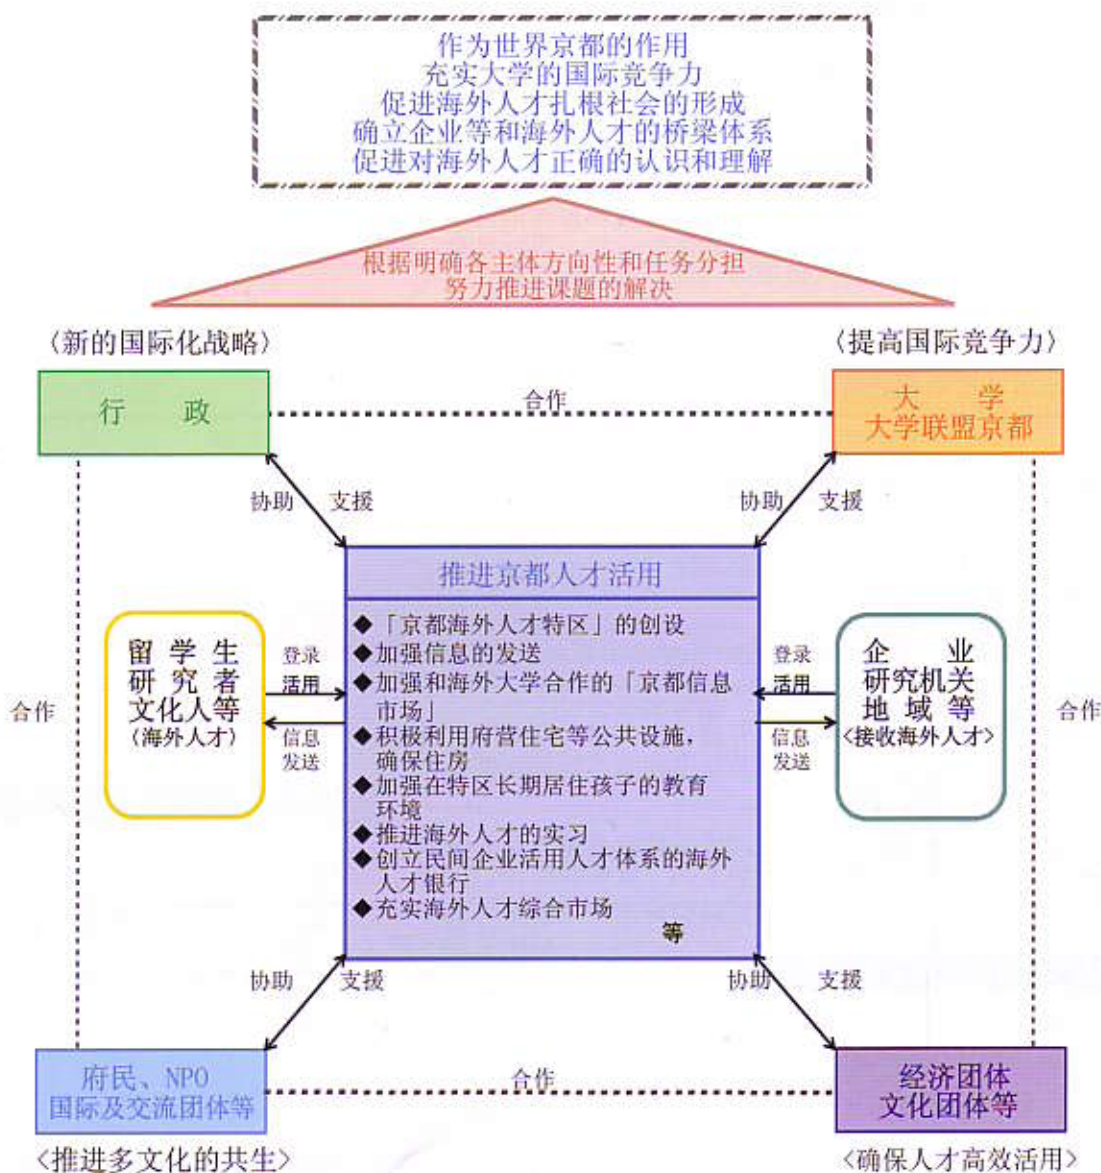 作为世界京都的作用
充实大学的国际竞争力
促进海外人才扎根社会的形成
确立企业等和海外人才的桥梁体系
促进对海外人才正确的认识和理解
根据明确各主体方向性和任务分担
努力推进课题的解决
〈新的国际化战略〉
〈提高国际竞争力〉
行 政
合作
大 学
大学联盟京都
协助 支援
协助 支援
推进京都人才活用
◆「京都海外人才特区」的创设
◆加强信息的发送
◆加强和海外大学合作的「京都信息
市场」
◆积极利用府营住宅等公共设施，
确保住房
◆加强在特区长期居住孩子的教育
环境
◆推进海外人才的实习
◆创立民间企业活用人才体系的海外
人才银行
◆充实海外人才综合市场
等
合作
留 学 生
研 究 者
文化人等
(海外人才)
登录
活用
信息
发送
登录
活用
信息
发送
企 业
研究机关
地 域 等
<接收海外人才>
合作
协助 支援
协助 支援
府民、NPO
国际及交流团体等
合作
经济团体
文化团体等
<推进多文化的共生>
<确保人才高效活用>